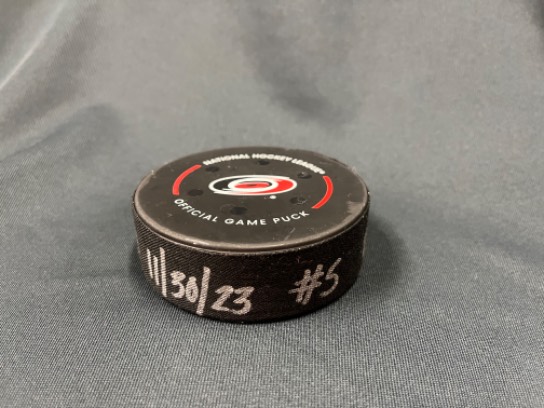 NATIONAL HOCKEY LEAGUE®
®
OFFICIAL GAME PUCK
11/30/23 #5